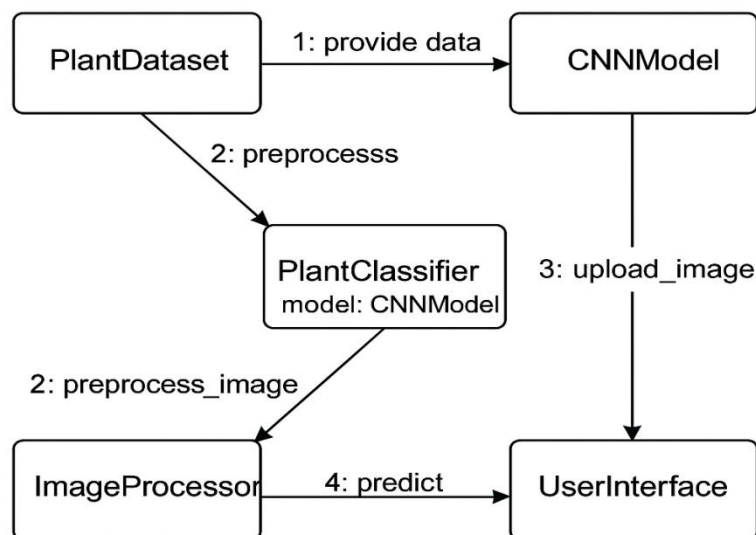 PlantDataset
1: provide data
CNNModel
2: preprocesss
PlantClassifier
model: CNNModel
3: upload_image
2: preprocess_image
ImageProcessor
4: predict
UserInterface